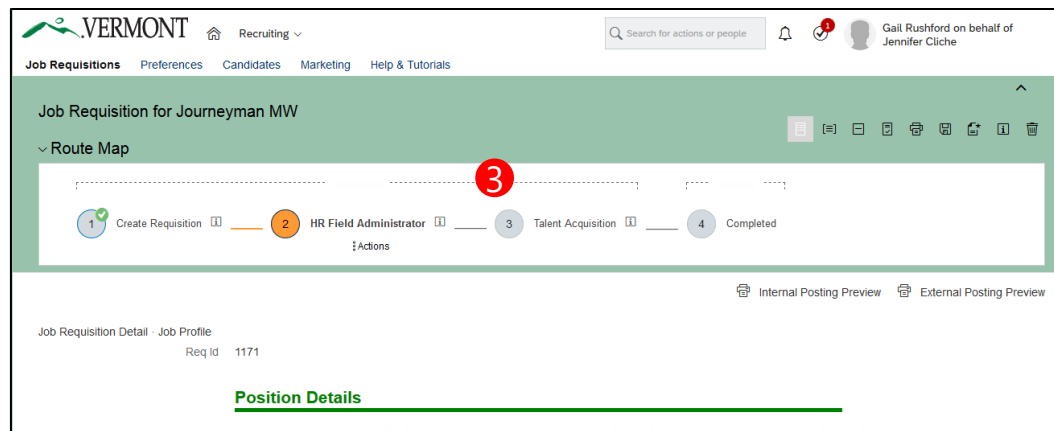 VERMONT
Recruiting
Search for actions or people
1
Gail Rushford on behalf of
Jennifer Cliche
Job Requisitions Preferences Candidates Marketing Help & Tutorials
Job Requisition for Journeyman MW
Route Map
3
1 Create Requisition 2 HR Field Administrator 3 Talent Acquisition 4 Completed
Actions
Internal Posting Preview External Posting Preview
Job Requisition Detail · Job Profile
Req Id 1171
Position Details